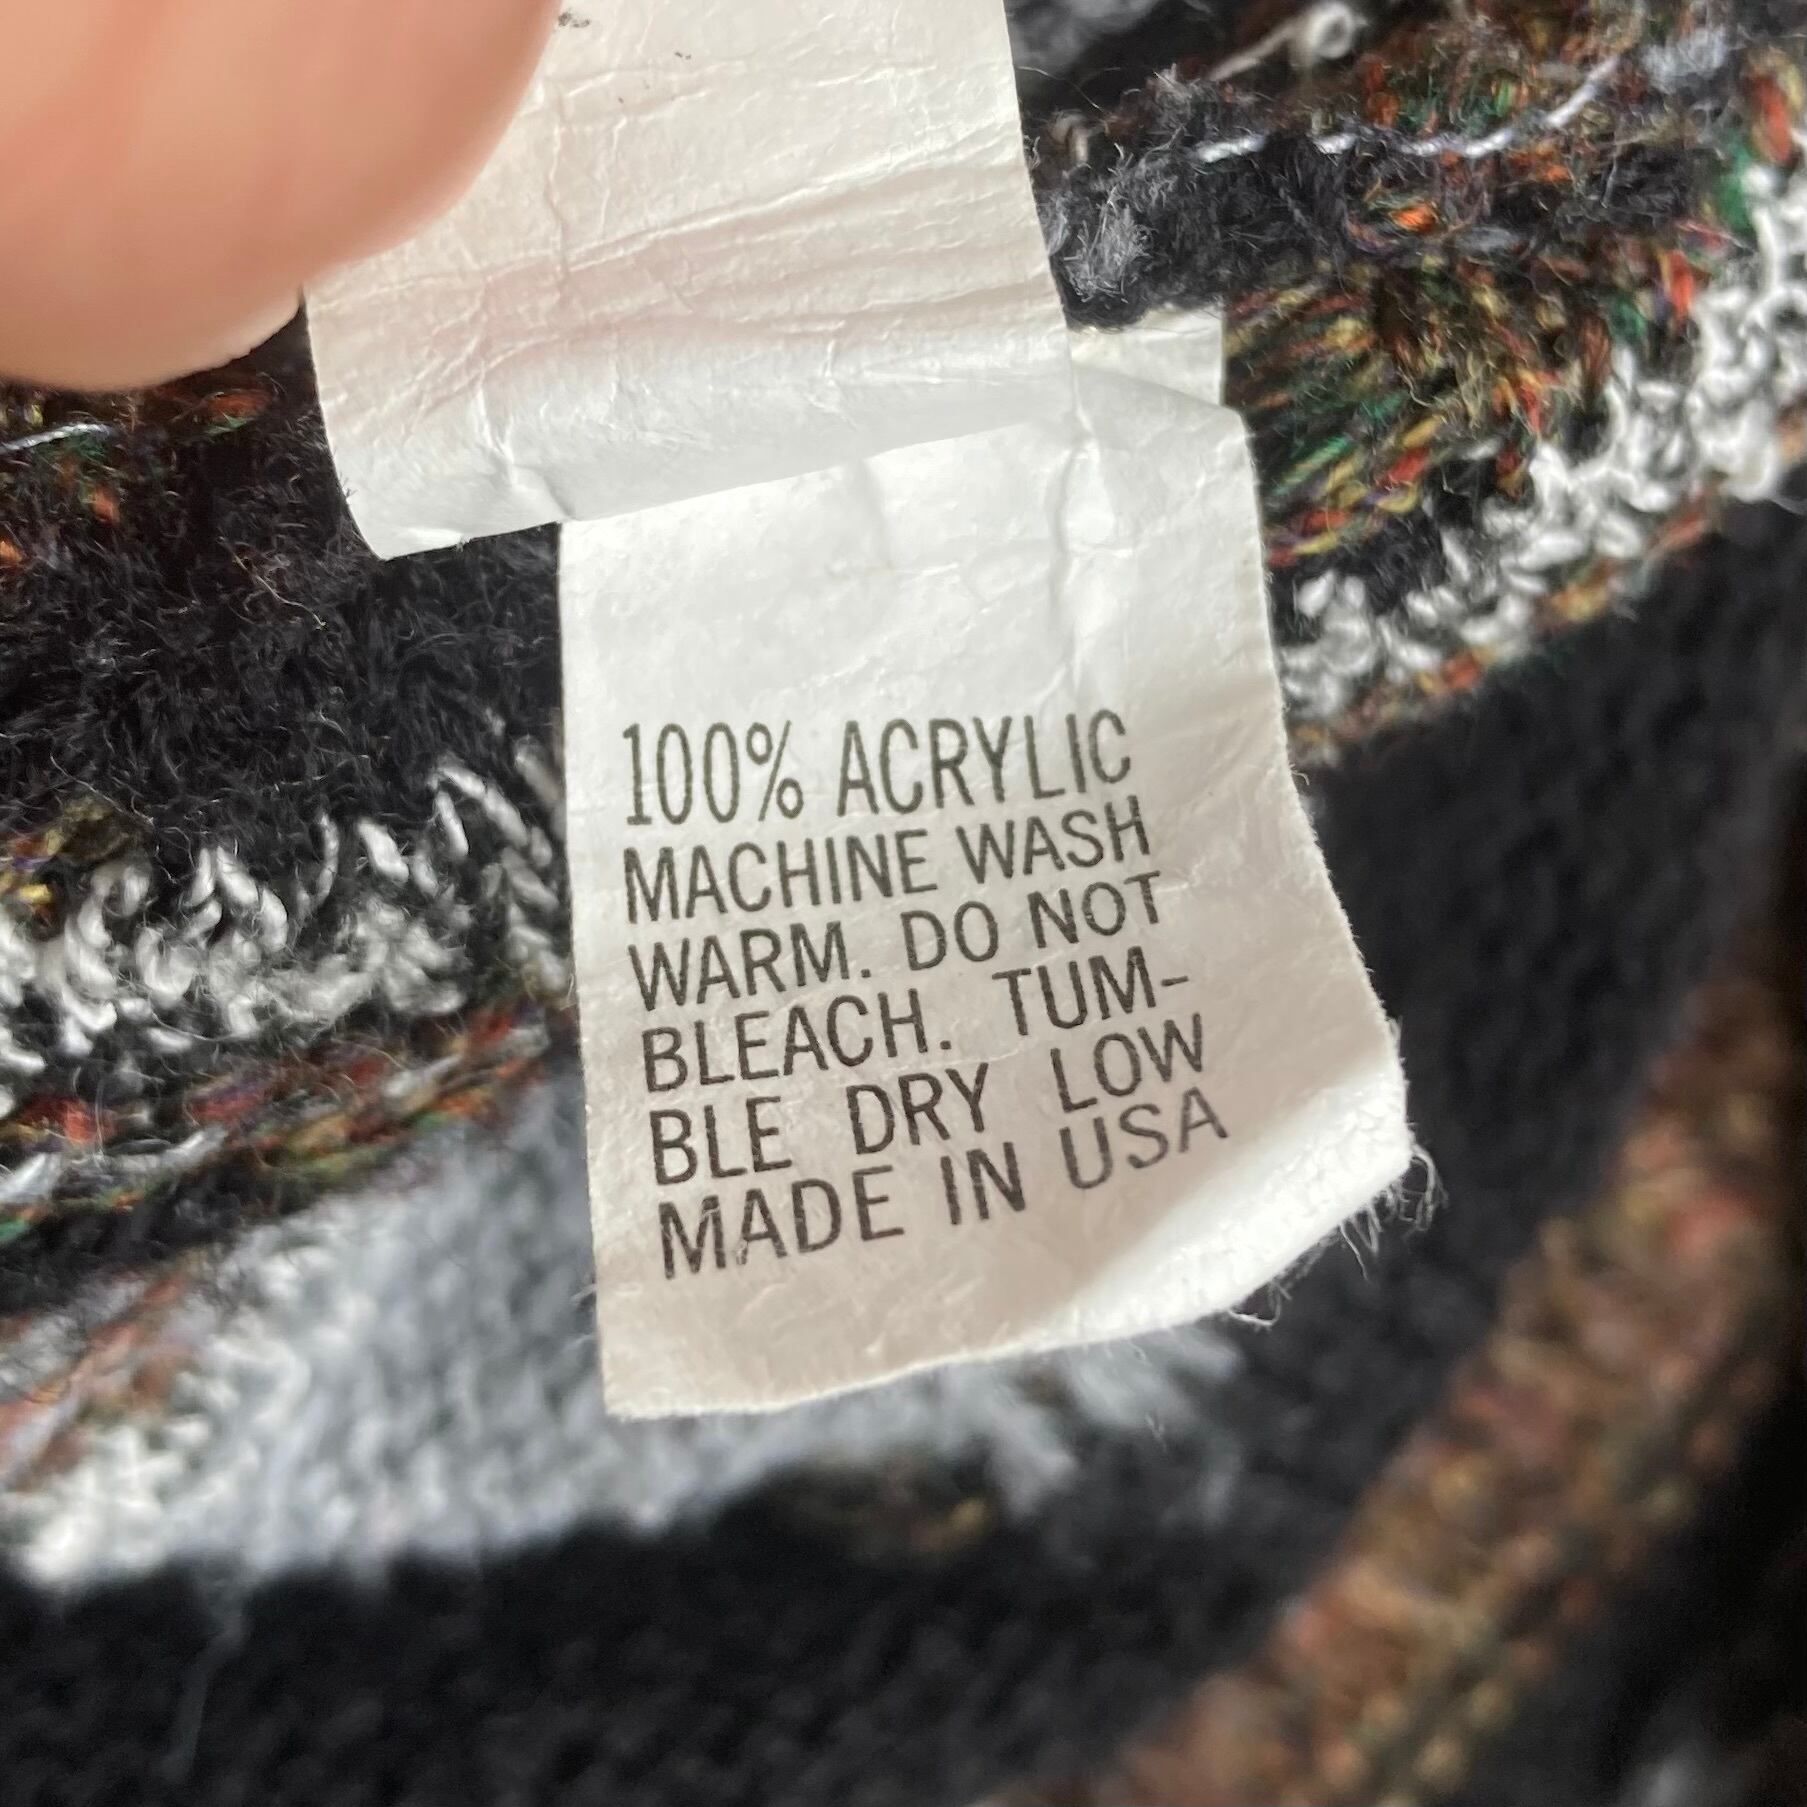 100% ACRYLIC
MACHINE WASH
WARM. DO NOT
BLEACH. TUM-
BLE DRY LOW
MADE IN USA